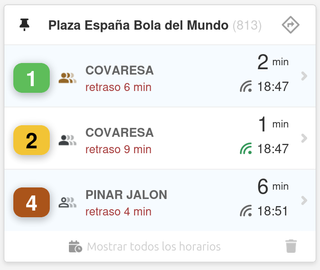 Plaza España Bola del Mundo (813)
1 COVARESA 2 min
retraso 6 min 18:47
2 COVARESA 1 min
retraso 9 min 18:47
4 PINAR JALON 6 min
retraso 4 min 18:51
Mostrar todos los horarios